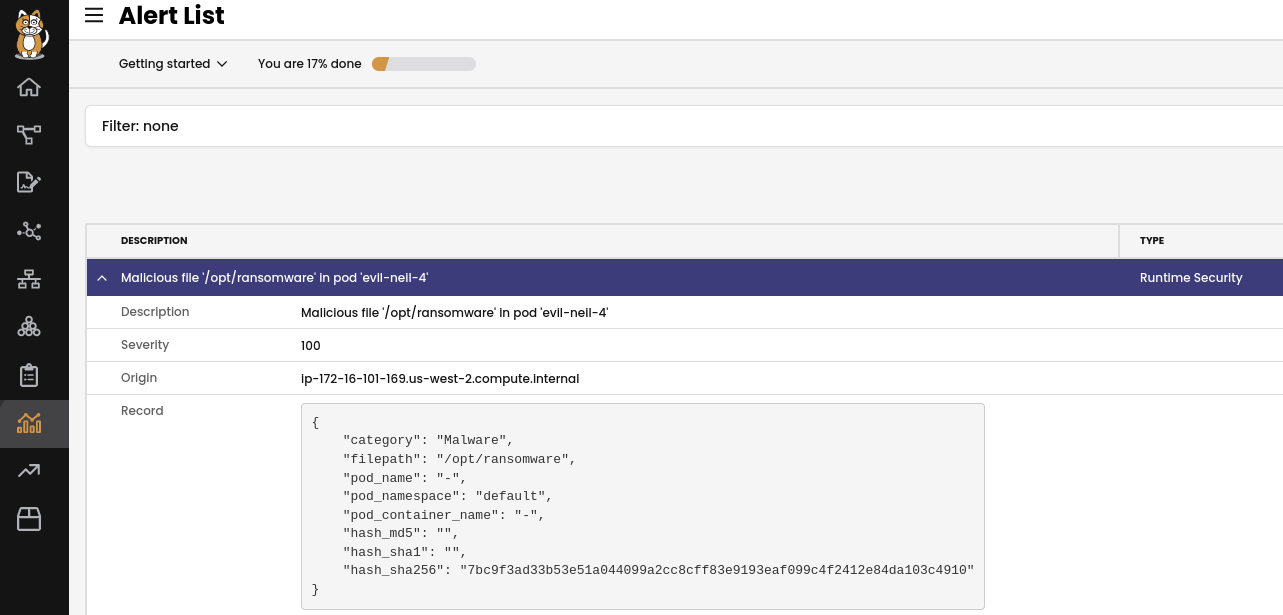 Alert List
Getting started You are 17% done
Filter: none
DESCRIPTION TYPE
Malicious file '/opt/ransomware' in pod 'evil-neil-4' Runtime Security
Description Malicious file '/opt/ransomware' in pod 'evil-neil-4'
Severity 100
Origin ip-172-16-101-169.us-west-2.compute.internal
Record
{
    "category": "Malware",
    "filepath": "/opt/ransomware",
    "pod_name": "-",
    "pod_namespace": "default",
    "pod_container_name": "-",
    "hash_md5": "",
    "hash_sha1": "",
    "hash_sha256": "7bc9f3ad33b53e51a044099a2cc8cff83e9193eaf099c4f2412e84da103c4910"
}